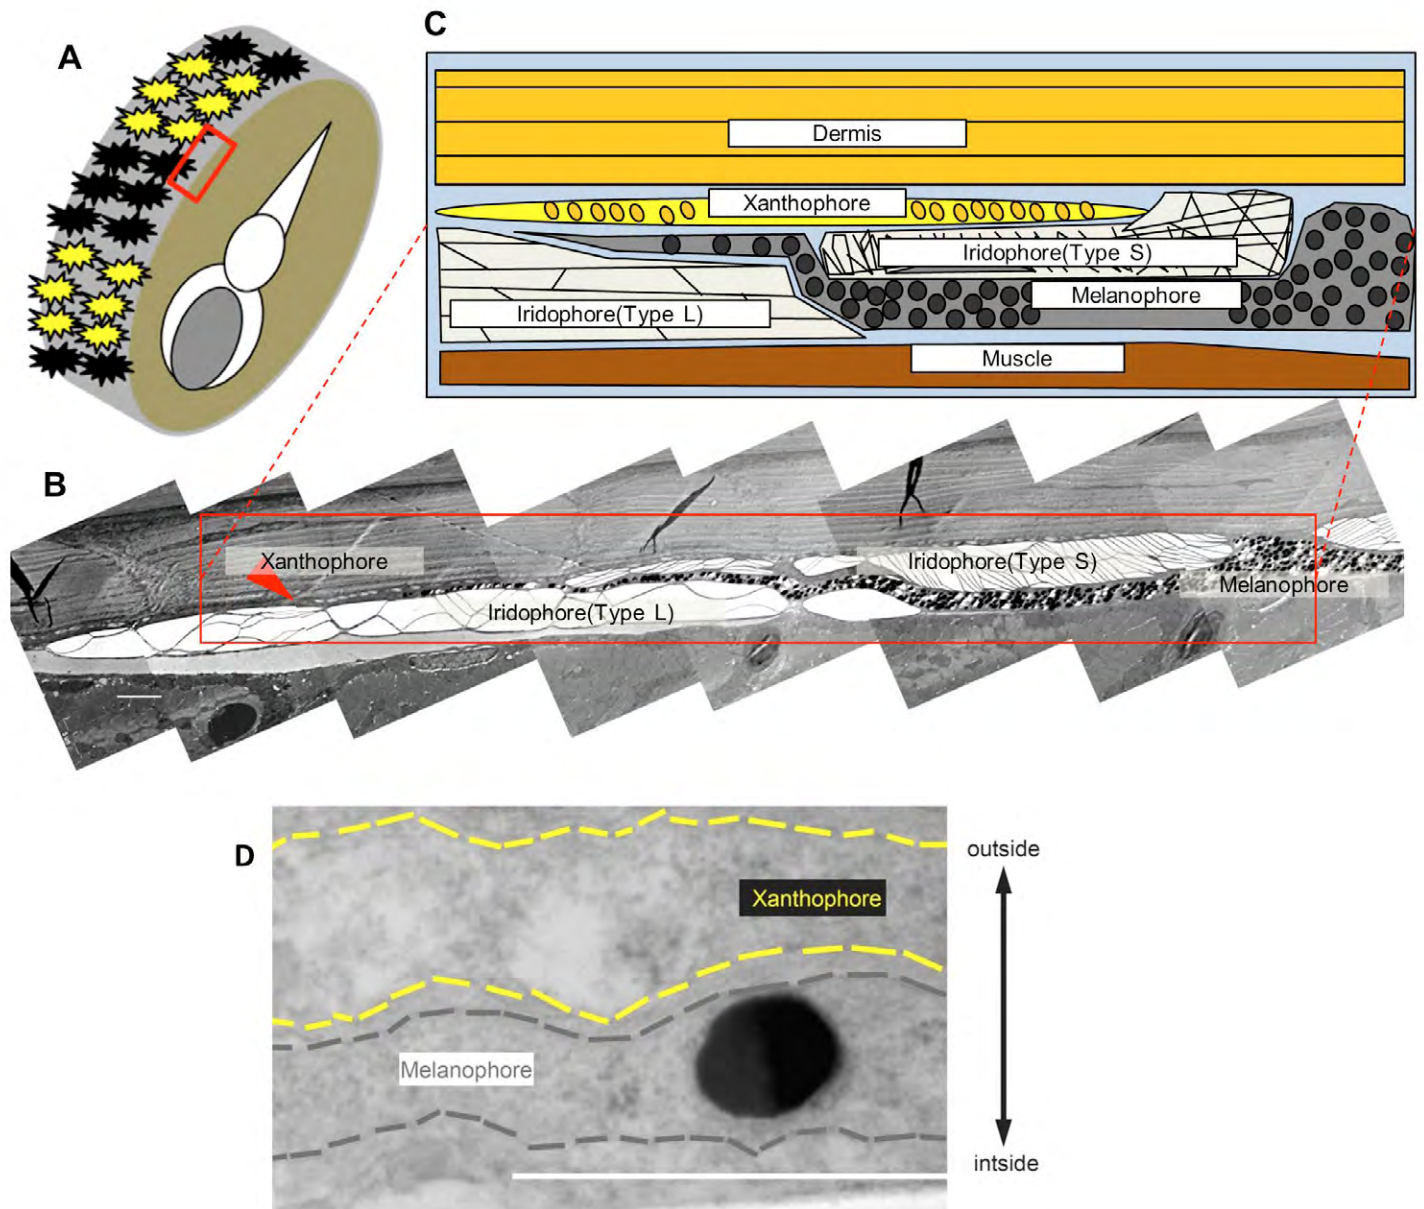 A
C
Dermis
Xanthophore
Iridophore(Type S)
Iridophore(Type L)
Melanophore
Muscle
B
Xanthophore
Iridophore(Type S)
Melanophore
Iridophore(Type L)
D
outside
Xanthophore
Melanophore
intside